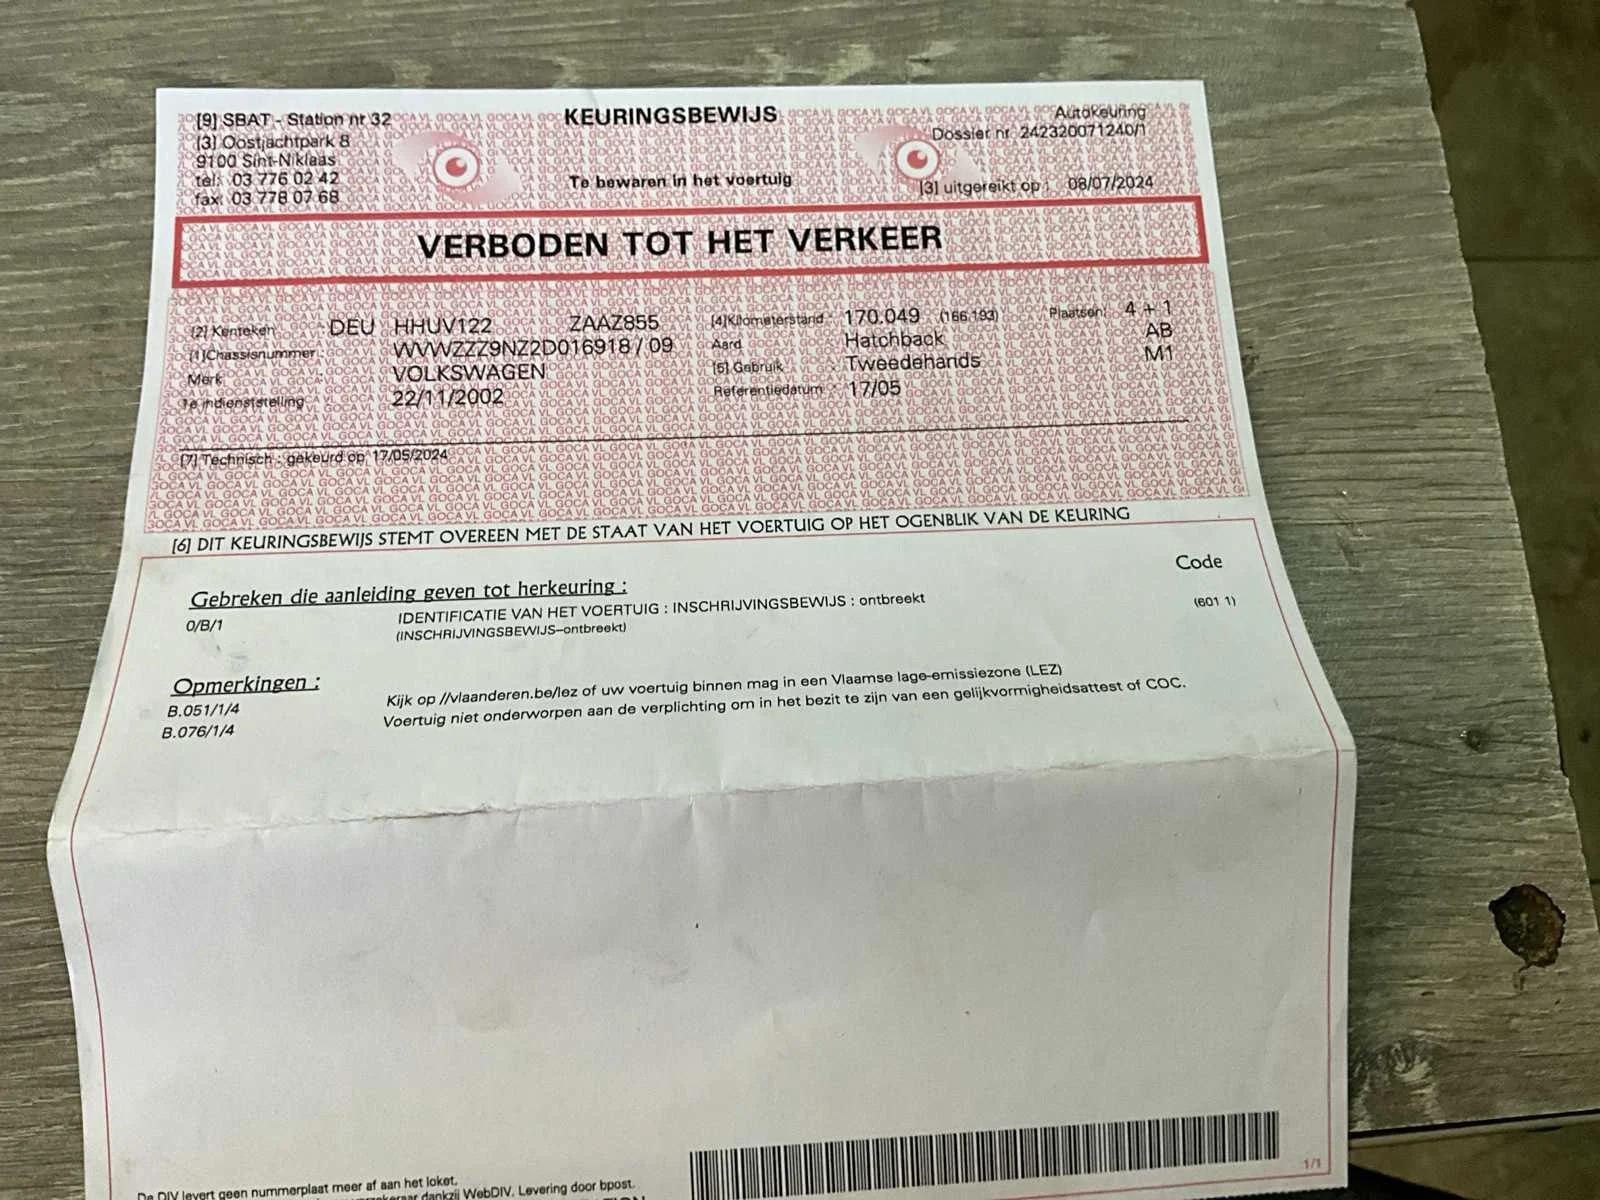 [9] SBAT - Station nr 32
[3] Oostjachtpark 8
9100 Sint-Niklaas
tel: 03 776 02 42
fax: 03 778 07 68
KEURINGSBEWIJS
Te bewaren in het voertuig
Autokeuring
Dossier nr 242320071240/1
[3] uitgereikt op : 08/07/2024
VERBODEN TOT HET VERKEER
[2] Kenteken : DEU HHUV122 ZAAZ855
[1] Chassisnummer : WVWZZZ9NZ2D016918 / 09
Merk : VOLKSWAGEN
1e indienststelling : 22/11/2002
[4] Kilometerstand : 170.049 (166.193) Plaatsen: 4 + 1
Aard : Hatchback AB
[5] Gebruik : Tweedehands M1
Referentiedatum : 17/05
[7] Technisch : gekeurd op 17/05/2024
[6] DIT KEURINGSBEWIJS STEMT OVEREEN MET DE STAAT VAN HET VOERTUIG OP HET OGENBLIK VAN DE KEURING
Code
Gebreken die aanleiding geven tot herkeuring :
0/B/1 IDENTIFICATIE VAN HET VOERTUIG : INSCHRIJVINGSBEWIJS : ontbreekt (601 1)
(INSCHRIJVINGSBEWIJS-ontbreekt)
Opmerkingen :
B.051/1/4 Kijk op //vlaanderen.be/lez of uw voertuig binnen mag in een Vlaamse lage-emissiezone (LEZ)
B.076/1/4 Voertuig niet onderworpen aan de verplichting om in het bezit te zijn van een gelijkvormigheidsattest of COC.
1/1
De DIV levert geen nummerplaat meer af aan het loket.
dankzij WebDIV. Levering door bpost.